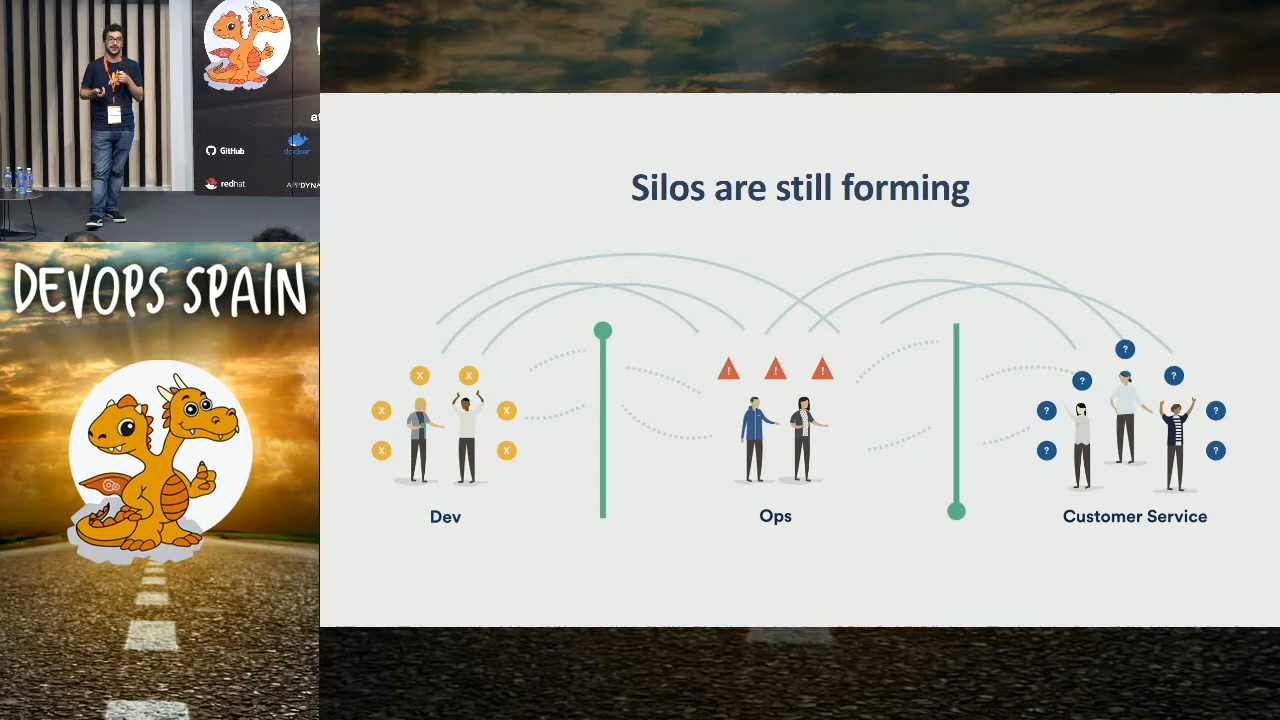 GitHub
docker
redhat
DEVOPS SPAIN
Silos are still forming
X X
X X
X X
! ! !
?
? ?
? ?
? ?
Dev
Ops
Customer Service